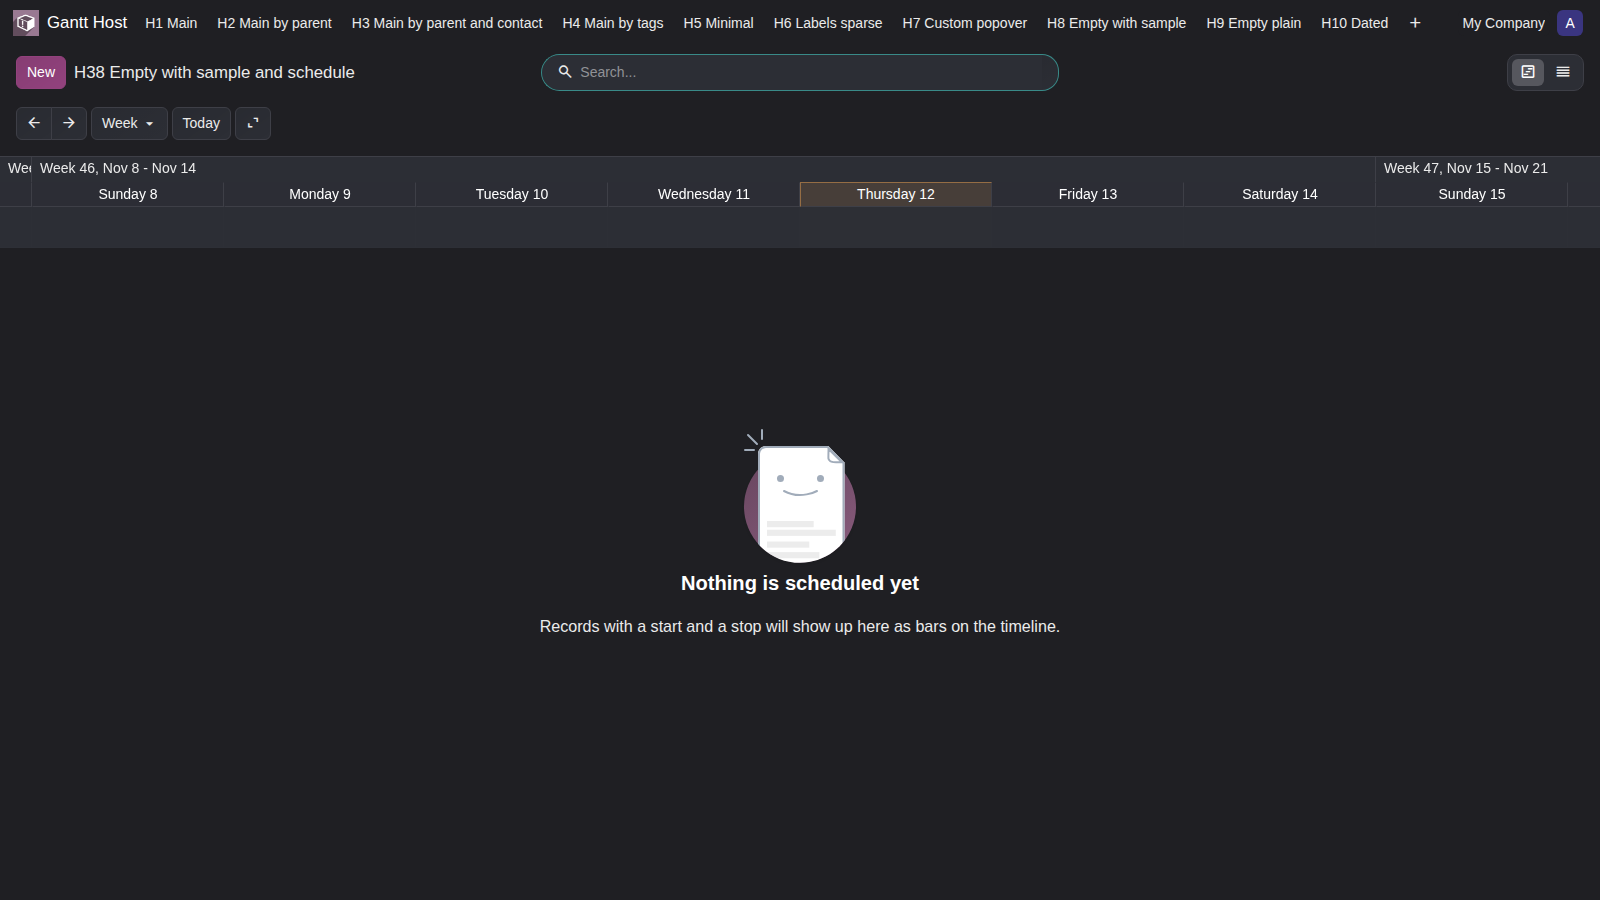 Gantt Host H1 Main H2 Main by parent H3 Main by parent and contact H4 Main by tags H5 Minimal H6 Labels sparse H7 Custom popover H8 Empty with sample H9 Empty plain H10 Dated + My Company A
New H38 Empty with sample and schedule Search...
Week Today
Week 46, Nov 8 - Nov 14 Week 47, Nov 15 - Nov 21
Sunday 8 Monday 9 Tuesday 10 Wednesday 11 Thursday 12 Friday 13 Saturday 14 Sunday 15
Nothing is scheduled yet
Records with a start and a stop will show up here as bars on the timeline.